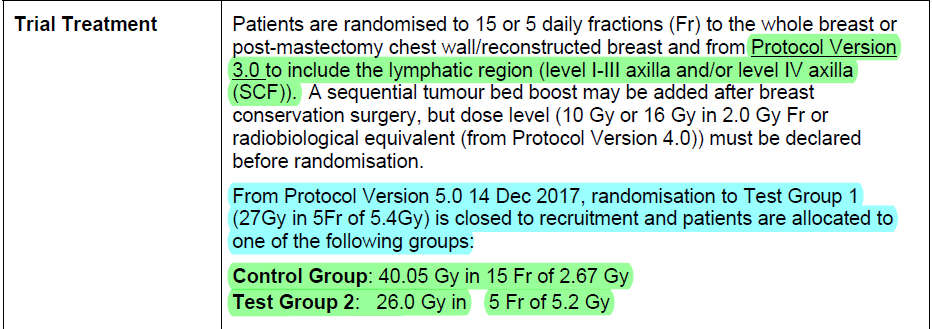 Trial Treatment
Patients are randomised to 15 or 5 daily fractions (Fr) to the whole breast or
post-mastectomy chest wall/reconstructed breast and from Protocol Version
3.0 to include the lymphatic region (level I-III axilla and/or level IV axilla
(SCF)). A sequential tumour bed boost may be added after breast
conservation surgery, but dose level (10 Gy or 16 Gy in 2.0 Gy Fr or
radiobiological equivalent (from Protocol Version 4.0)) must be declared
before randomisation.
From Protocol Version 5.0 14 Dec 2017, randomisation to Test Group 1
(27Gy in 5Fr of 5.4Gy) is closed to recruitment and patients are allocated to
one of the following groups:
Control Group: 40.05 Gy in 15 Fr of 2.67 Gy
Test Group 2: 26.0 Gy in 5 Fr of 5.2 Gy